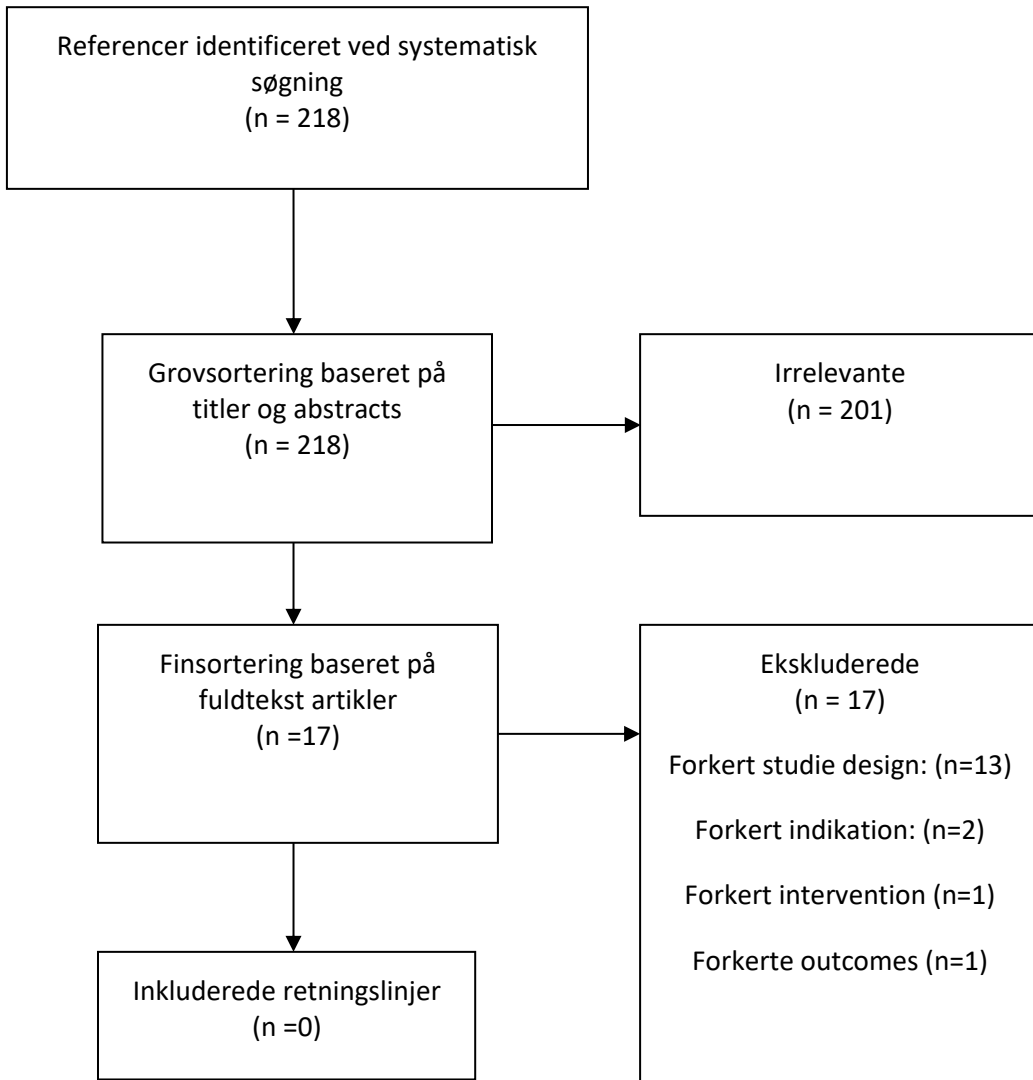 Referencer identificeret ved systematisk
søgning
(n = 218)
Grovsortering baseret på
titler og abstracts
(n = 218)
Irrelevante
(n = 201)
Finsortering baseret på
fuldtekst artikler
(n =17)
Ekskluderede
(n = 17)
Forkert studie design: (n=13)
Forkert indikation: (n=2)
Forkert intervention (n=1)
Forkerte outcomes (n=1)
Inkluderede retningslinjer
(n =0)